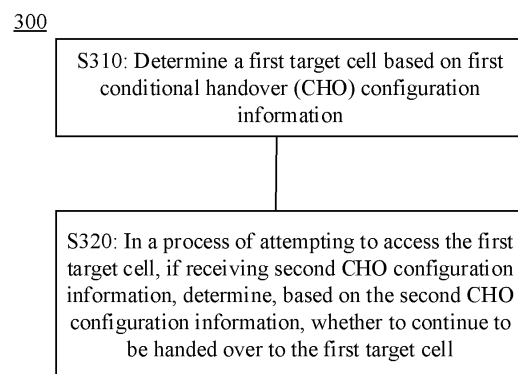 300
S310: Determine a first target cell based on first
conditional handover (CHO) configuration
information
S320: In a process of attempting to access the first
target cell, if receiving second CHO configuration
information, determine, based on the second CHO
configuration information, whether to continue to
be handed over to the first target cell